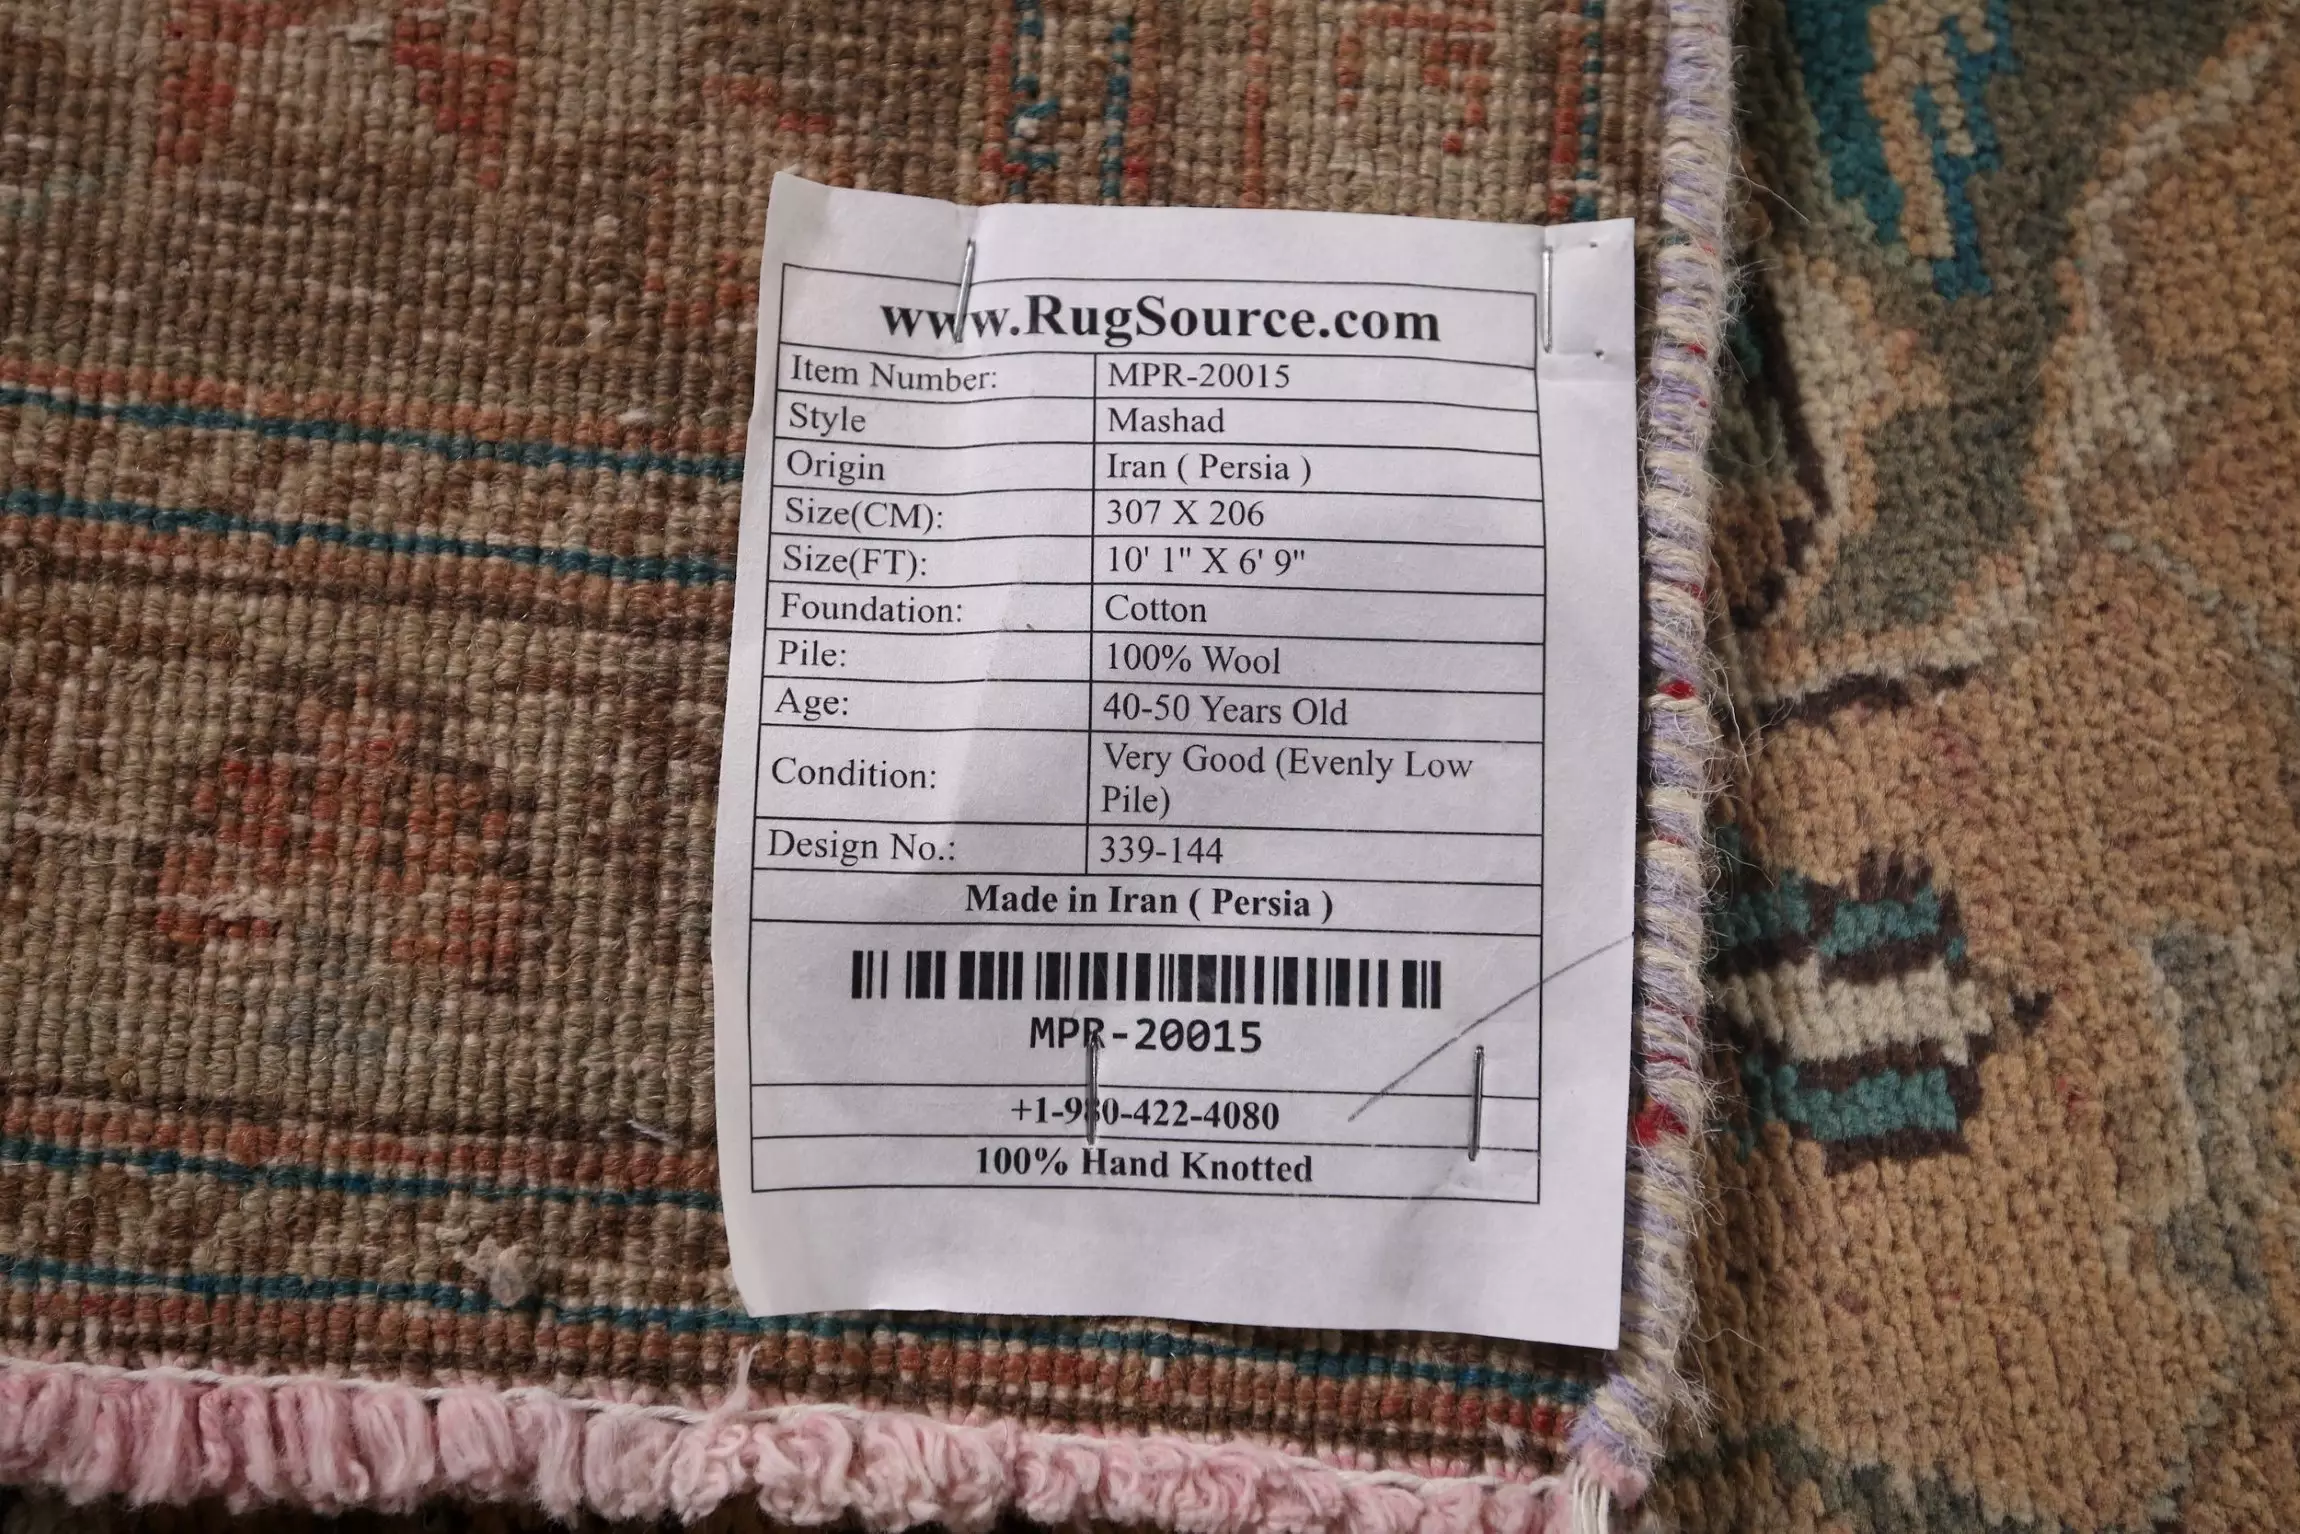 www.RugSource.com
Item Number: MPR-20015
Style Mashad
Origin Iran ( Persia )
Size(CM): 307 X 206
Size(FT): 10' 1" X 6' 9"
Foundation: Cotton
Pile: 100% Wool
Age: 40-50 Years Old
Condition: Very Good (Evenly Low
Pile)
Design No.: 339-144
Made in Iran ( Persia )
MPR-20015
+1-980-422-4080
100% Hand Knotted